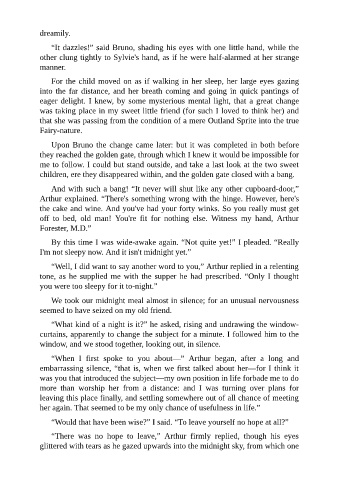 dreamily.
“It dazzles!” said Bruno, shading his eyes with one little hand, while the
other clung tightly to Sylvie's hand, as if he were half-alarmed at her strange
manner.
For the child moved on as if walking in her sleep, her large eyes gazing
into the far distance, and her breath coming and going in quick pantings of
eager delight. I knew, by some mysterious mental light, that a great change
was taking place in my sweet little friend (for such I loved to think her) and
that she was passing from the condition of a mere Outland Sprite into the true
Fairy-nature.
Upon Bruno the change came later: but it was completed in both before
they reached the golden gate, through which I knew it would be impossible for
me to follow. I could but stand outside, and take a last look at the two sweet
children, ere they disappeared within, and the golden gate closed with a bang.
And with such a bang! “It never will shut like any other cupboard-door,”
Arthur explained. “There's something wrong with the hinge. However, here's
the cake and wine. And you've had your forty winks. So you really must get
off to bed, old man! You're fit for nothing else. Witness my hand, Arthur
Forester, M.D.”
By this time I was wide-awake again. “Not quite yet!” I pleaded. “Really
I'm not sleepy now. And it isn't midnight yet.”
“Well, I did want to say another word to you,” Arthur replied in a relenting
tone, as he supplied me with the supper he had prescribed. “Only I thought
you were too sleepy for it to-night.”
We took our midnight meal almost in silence; for an unusual nervousness
seemed to have seized on my old friend.
“What kind of a night is it?” he asked, rising and undrawing the window-
curtains, apparently to change the subject for a minute. I followed him to the
window, and we stood together, looking out, in silence.
“When I first spoke to you about—” Arthur began, after a long and
embarrassing silence, “that is, when we first talked about her—for I think it
was you that introduced the subject—my own position in life forbade me to do
more than worship her from a distance: and I was turning over plans for
leaving this place finally, and settling somewhere out of all chance of meeting
her again. That seemed to be my only chance of usefulness in life.”
“Would that have been wise?” I said. “To leave yourself no hope at all?”
“There was no hope to leave,” Arthur firmly replied, though his eyes
glittered with tears as he gazed upwards into the midnight sky, from which one